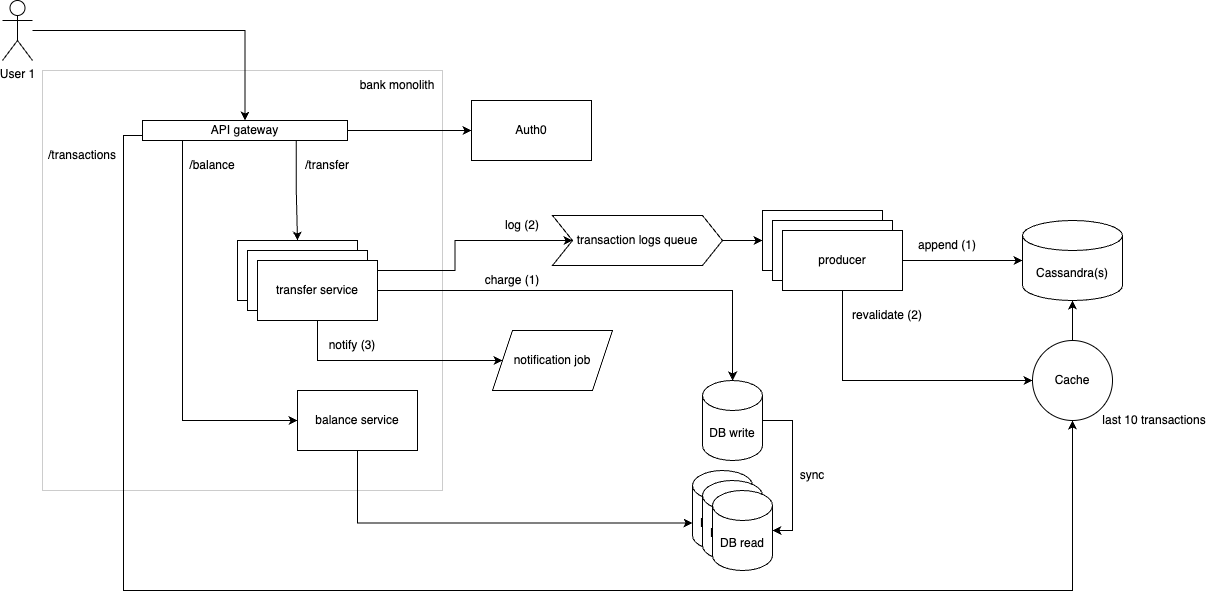 User 1
bank monolith
API gateway
Auth0
/transactions
/balance
/transfer
log (2)
transaction logs queue
producer
append (1)
Cassandra(s)
transfer service
charge (1)
revalidate (2)
notify (3)
notification job
Cache
last 10 transactions
balance service
DB write
sync
DB read